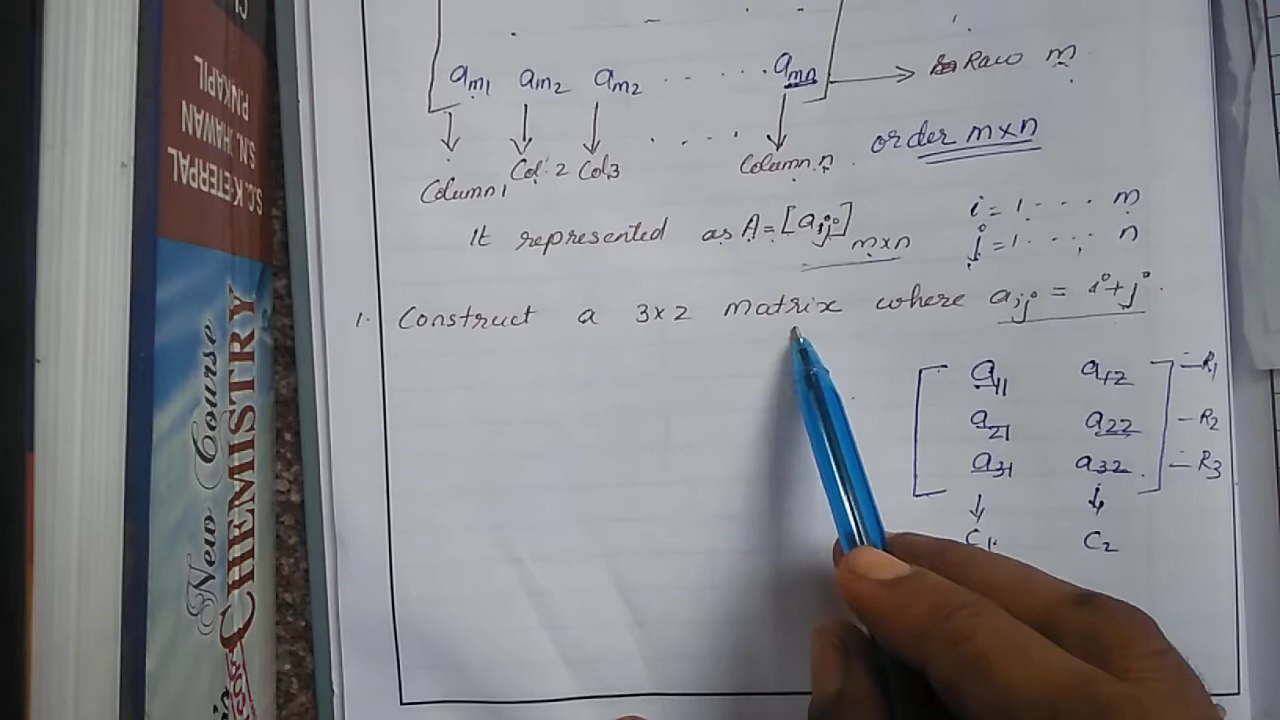 am1 am2 am2 . . . . . . amn → Row m
Column1 Col 2 Col3 . . . . Column n. order m×n
It represented as A = [aij] m×n
i = 1 . . . . m
j = 1 . . . . n
1. Construct a 3×2 matrix where aij = i+j.
a11 a12 - R1
a21 a22 - R2
a31 a32 - R3
C1 C2
New Course
CHEMISTRY
S.N. DHAWAN
P.N.KAPIL